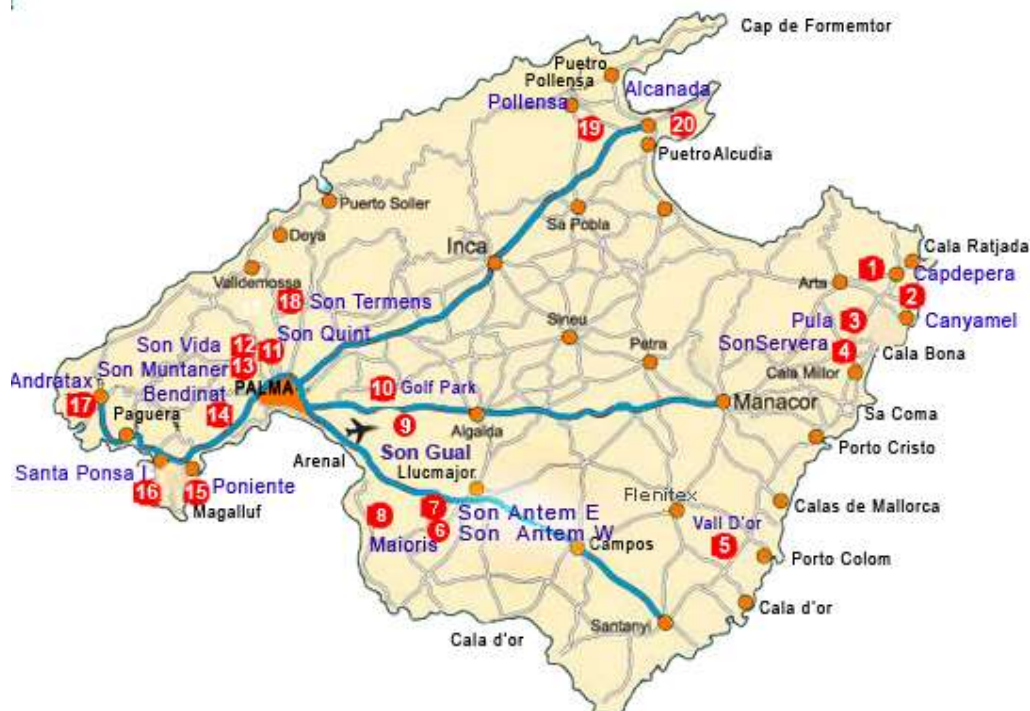 Cap de Formemtor
Puetro
Pollensa
Alcanada
Pollensa
19
20
PuetroAlcudia
Puerto Soller
Sa Pobla
Deya
Inca
Cala Ratjada
Valldemossa
1
Capdepera
Arta
2
18
Son Termens
Pula
3
Canyamel
Sineu
Son Quint
Son Vida
12
11
SonServera
4
Cala Bona
Petra
Son Muntaner
13
Cala Millor
Andratax
Bendinat
PALMA
10
Golf Park
17
Paguera
14
Manacor
Sa Coma
9
Algaida
Porto Cristo
Arenal
Son Gual
Llucmajor
Santa Ponsa I
Poniente
16
15
Magalluf
Flenitex
Calas de Mallorca
7
Son Antem E
8
Vall D'or
6
Son Antem W
Maioris
Campos
5
Porto Colom
Cala d'or
Santanyi
Cala d'or